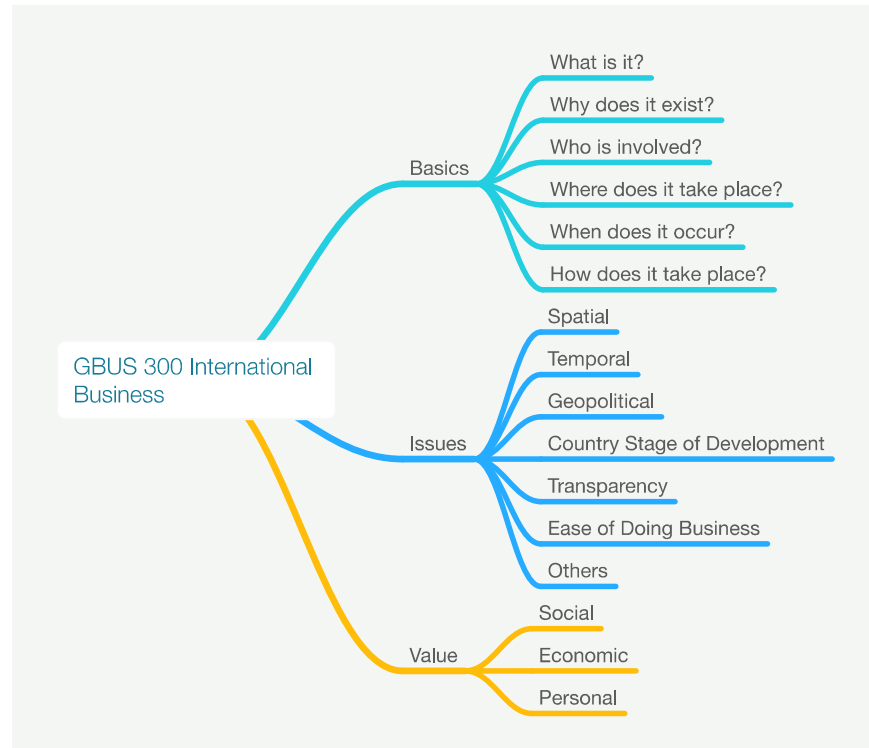 GBUS 300 International
Business
Basics
What is it?
Why does it exist?
Who is involved?
Where does it take place?
When does it occur?
How does it take place?
Issues
Spatial
Temporal
Geopolitical
Country Stage of Development
Transparency
Ease of Doing Business
Others
Value
Social
Economic
Personal